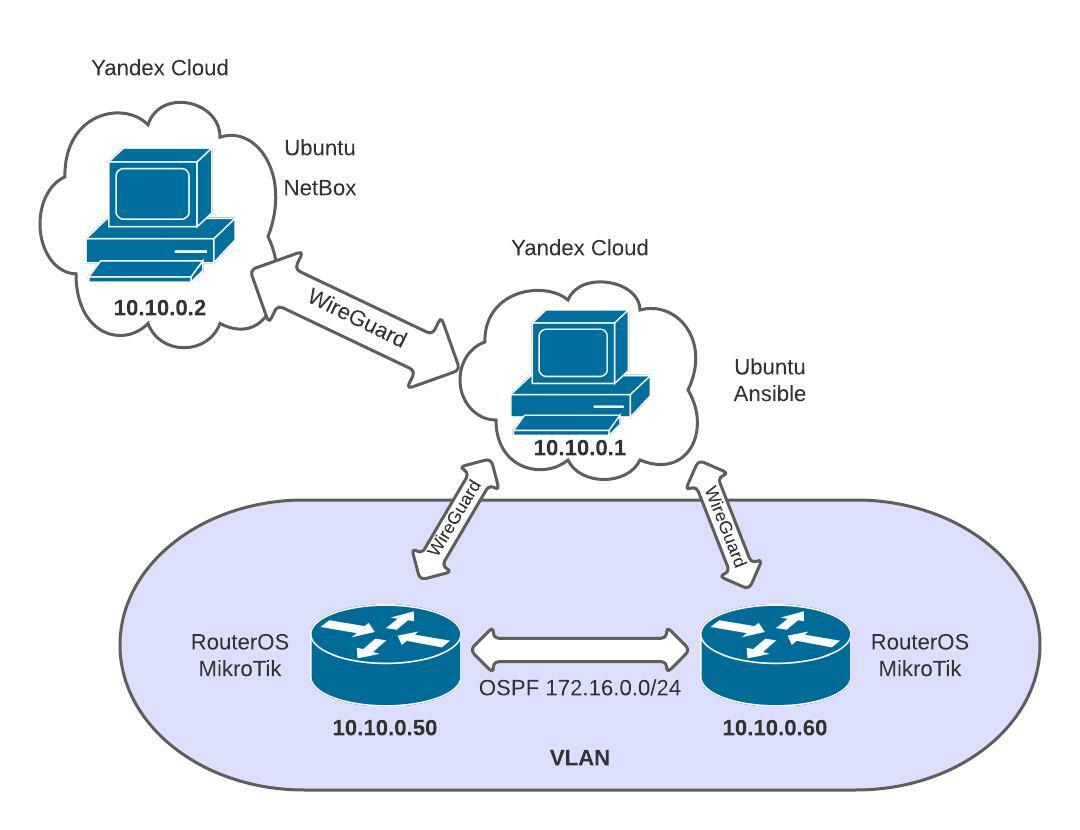 Yandex Cloud
Ubuntu
NetBox
10.10.0.2
WireGuard
Yandex Cloud
Ubuntu
Ansible
10.10.0.1
WireGuard
WireGuard
RouterOS
MikroTik
10.10.0.50
OSPF 172.16.0.0/24
RouterOS
MikroTik
10.10.0.60
VLAN